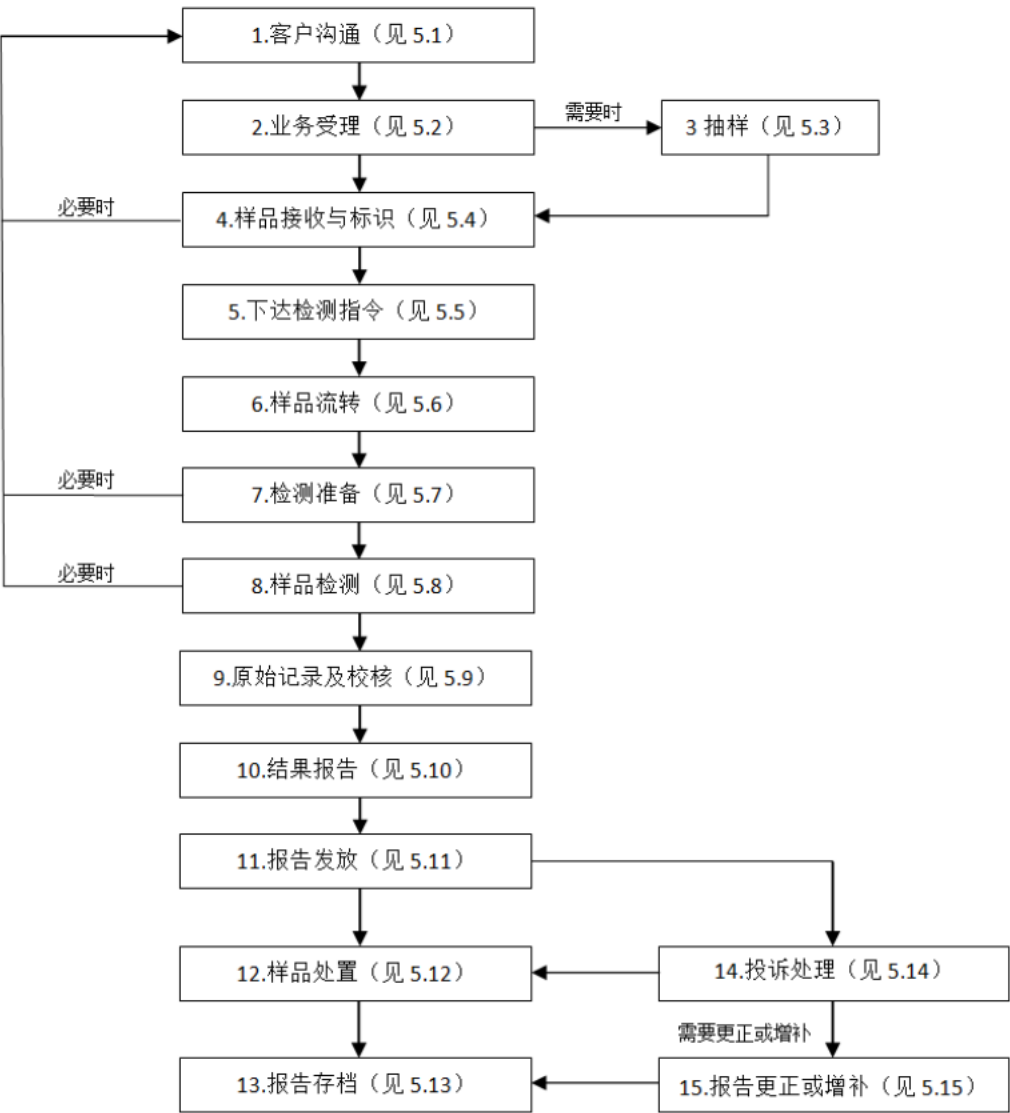 1.客户沟通（见 5.1）
2.业务受理（见 5.2）
需要时
3 抽样（见 5.3）
必要时
4.样品接收与标识（见 5.4）
5.下达检测指令（见 5.5）
6.样品流转（见 5.6）
必要时
7.检测准备（见 5.7）
必要时
8.样品检测（见 5.8）
9.原始记录及校核（见 5.9）
10.结果报告（见 5.10）
11.报告发放（见 5.11）
12.样品处置（见 5.12）
14.投诉处理（见 5.14）
需要更正或增补
13.报告存档（见 5.13）
15.报告更正或增补（见 5.15）